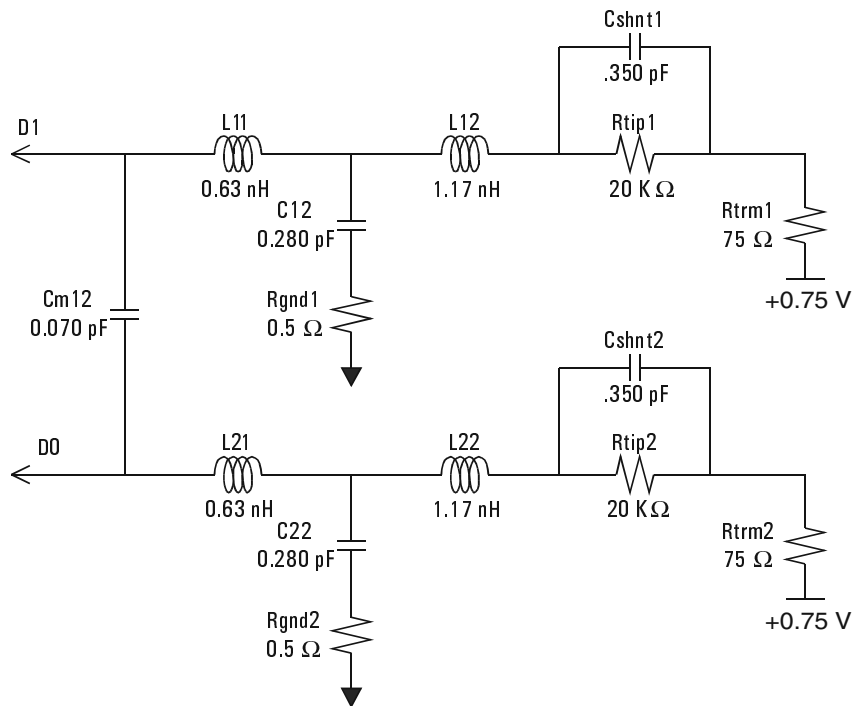 Cshnt1
.350 pF
D1
L11
0.63 nH
L12
1.17 nH
Rtip1
20 K Ω
C12
0.280 pF
Rtrm1
75 Ω
Rgnd1
0.5 Ω
+0.75 V
Cm12
0.070 pF
Cshnt2
.350 pF
D0
L21
0.63 nH
L22
1.17 nH
Rtip2
20 KΩ
C22
0.280 pF
Rtrm2
75 Ω
Rgnd2
0.5 Ω
+0.75 V